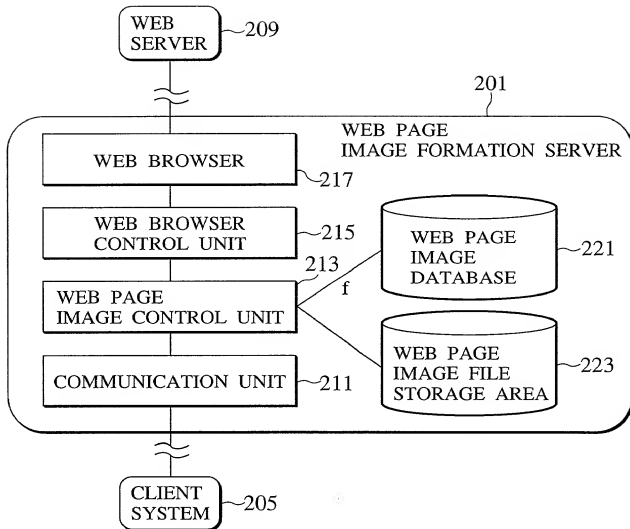 WEB
SERVER
209
201
WEB PAGE
IMAGE FORMATION SERVER
WEB BROWSER
217
WEB BROWSER
CONTROL UNIT
215
213
WEB PAGE
IMAGE CONTROL UNIT
f
WEB PAGE
IMAGE
DATABASE
221
COMMUNICATION UNIT
211
WEB PAGE
IMAGE FILE
STORAGE AREA
223
CLIENT
SYSTEM
205